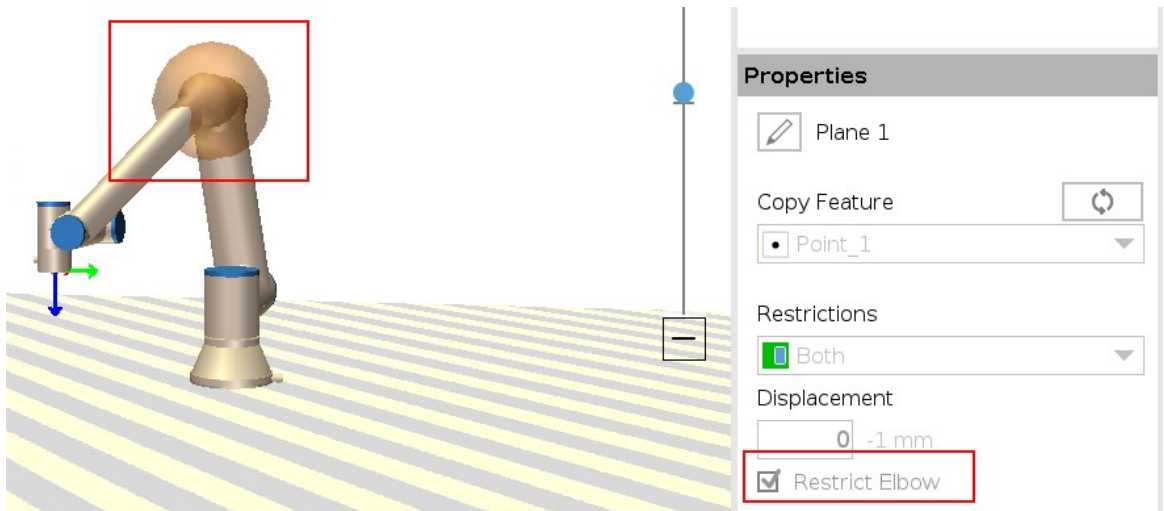 Properties
Plane 1
Copy Feature
Point_1
Restrictions
Both
Displacement
0 -1 mm
Restrict Elbow